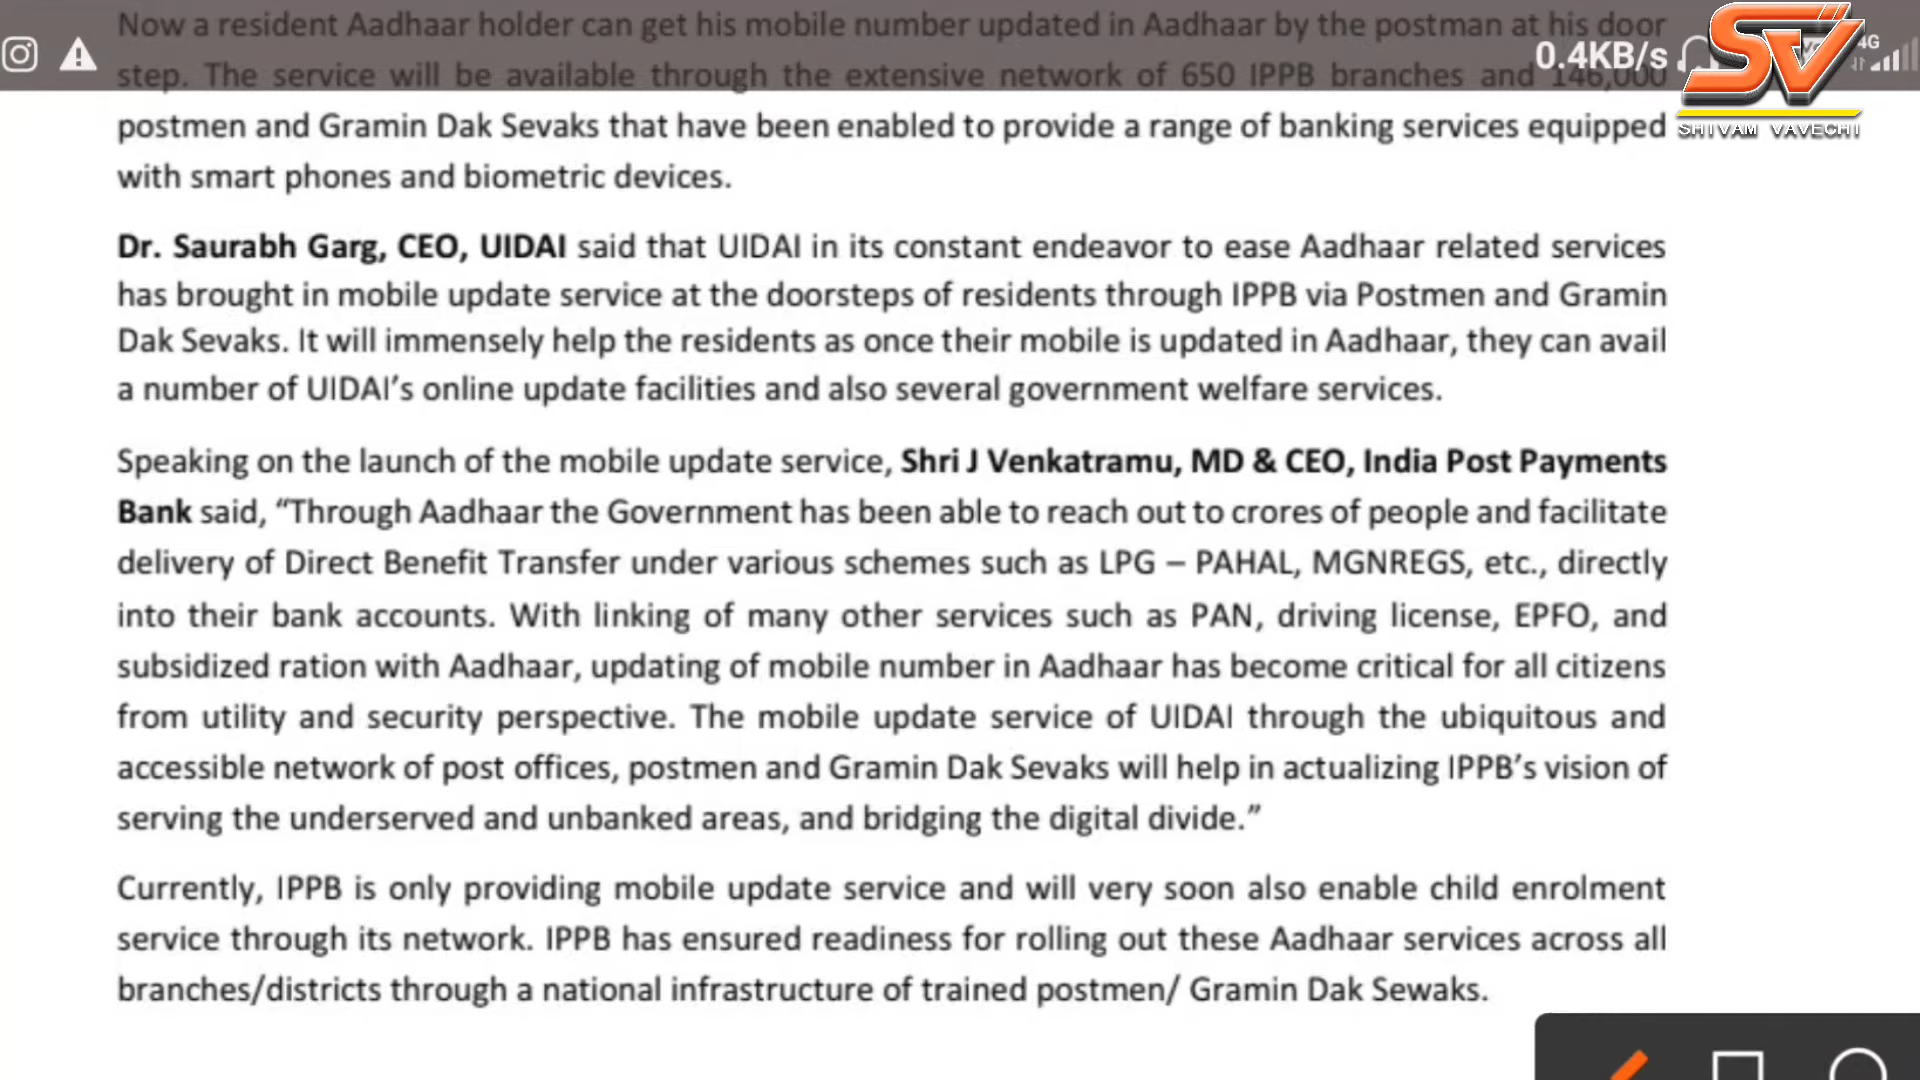 Now a resident Aadhaar holder can get his mobile number updated in Aadhaar by the postman at his door
0.4KB/s
4G
step. The service will be available through the extensive network of 650 IPPB branches and 146,000
SV
SHIVAM VAVECHI
postmen and Gramin Dak Sevaks that have been enabled to provide a range of banking services equipped
with smart phones and biometric devices.
Dr. Saurabh Garg, CEO, UIDAI said that UIDAI in its constant endeavor to ease Aadhaar related services
has brought in mobile update service at the doorsteps of residents through IPPB via Postmen and Gramin
Dak Sevaks. It will immensely help the residents as once their mobile is updated in Aadhaar, they can avail
a number of UIDAI’s online update facilities and also several government welfare services.
Speaking on the launch of the mobile update service, Shri J Venkatramu, MD & CEO, India Post Payments
Bank said, “Through Aadhaar the Government has been able to reach out to crores of people and facilitate
delivery of Direct Benefit Transfer under various schemes such as LPG – PAHAL, MGNREGS, etc., directly
into their bank accounts. With linking of many other services such as PAN, driving license, EPFO, and
subsidized ration with Aadhaar, updating of mobile number in Aadhaar has become critical for all citizens
from utility and security perspective. The mobile update service of UIDAI through the ubiquitous and
accessible network of post offices, postmen and Gramin Dak Sevaks will help in actualizing IPPB’s vision of
serving the underserved and unbanked areas, and bridging the digital divide.”
Currently, IPPB is only providing mobile update service and will very soon also enable child enrolment
service through its network. IPPB has ensured readiness for rolling out these Aadhaar services across all
branches/districts through a national infrastructure of trained postmen/ Gramin Dak Sewaks.